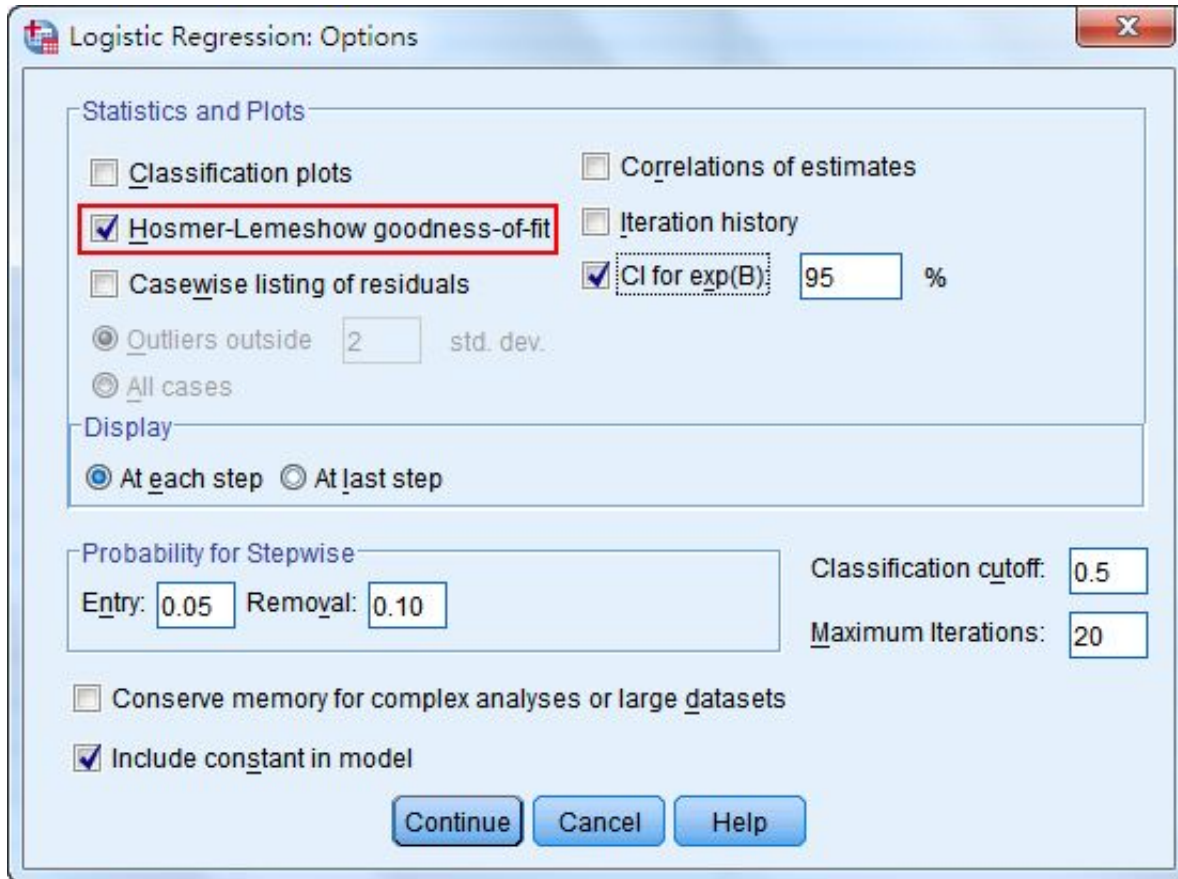 Logistic Regression: Options
Statistics and Plots
Classification plots
Correlations of estimates
Hosmer-Lemeshow goodness-of-fit
Iteration history
Casewise listing of residuals
CI for exp(B): 95 %
Outliers outside 2 std. dev.
All cases
Display
At each step At last step
Probability for Stepwise
Entry: 0.05 Removal: 0.10
Classification cutoff: 0.5
Maximum Iterations: 20
Conserve memory for complex analyses or large datasets
Include constant in model
Continue Cancel Help